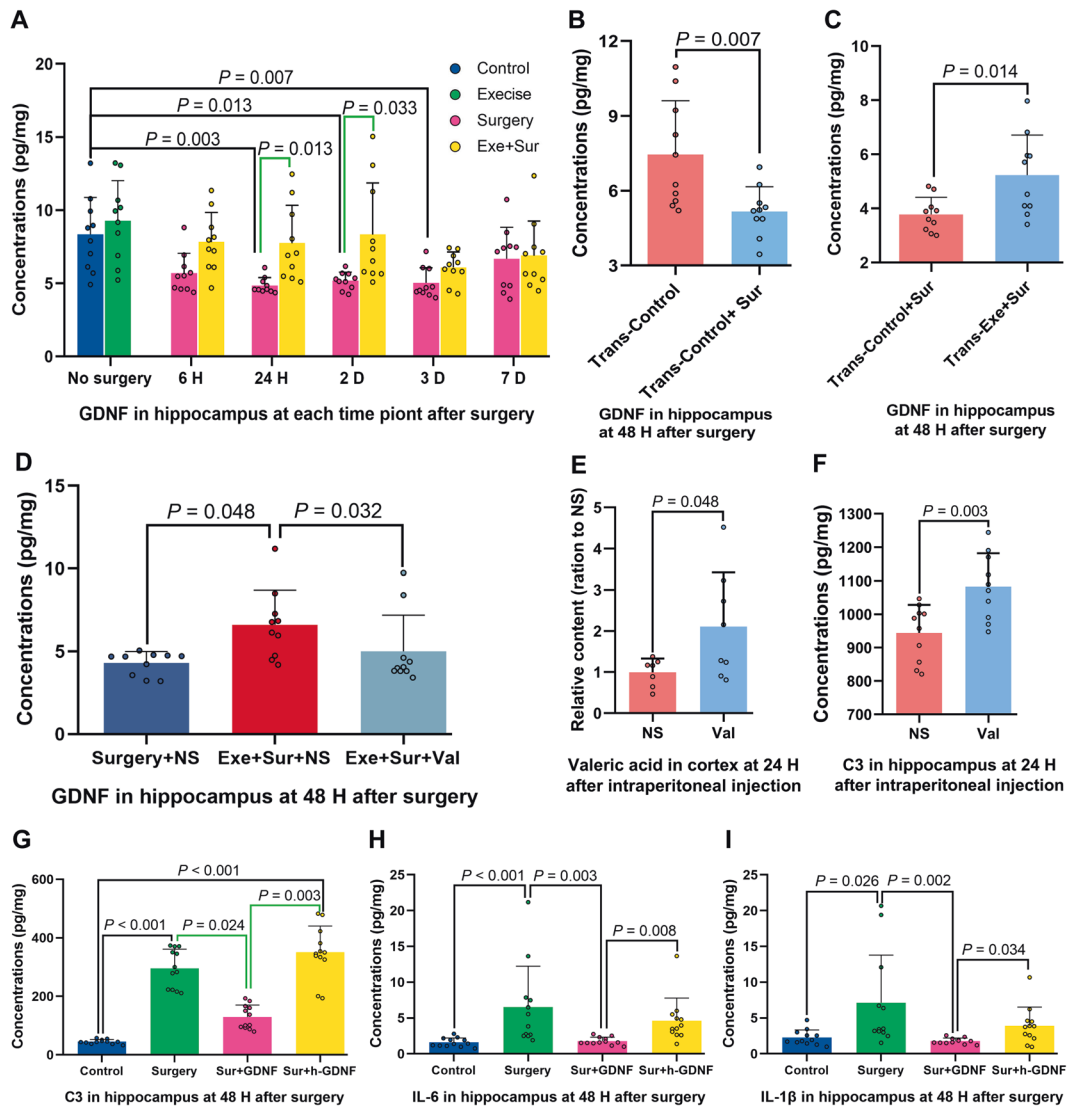 A
Concentrations (pg/mg)
20
15
10
5
0
P = 0.007
P = 0.013
P = 0.003
P = 0.013
P = 0.033
Control
Execise
Surgery
Exe+Sur
No surgery
6 H
24 H
2 D
3 D
7 D
GDNF in hippocampus at each time piont after surgery
B
Concentrations (pg/mg)
12
9
6
3
P = 0.007
Trans-Control
Trans-Control+ Sur
GDNF in hippocampus
at 48 H after surgery
C
Concentrations (pg/mg)
10
8
6
4
2
P = 0.014
Trans-Control+Sur
Trans-Exe+Sur
GDNF in hippocampus
at 48 H after surgery
D
Concentrations (pg/mg)
15
10
5
0
P = 0.048
P = 0.032
Surgery+NS
Exe+Sur+NS
Exe+Sur+Val
GDNF in hippocampus at 48 H after surgery
E
Relative content (ration to NS)
5
4
3
2
1
0
P = 0.048
NS
Val
Valeric acid in cortex at 24 H
after intraperitoneal injection
F
Concentrations (pg/mg)
1300
1200
1100
1000
900
800
700
P = 0.003
NS
Val
C3 in hippocampus at 24 H
after intraperitoneal injection
G
Concentrations (pg/mg)
600
400
200
0
P < 0.001
P < 0.001
P = 0.024
P = 0.003
Control
Surgery
Sur+GDNF
Sur+h-GDNF
C3 in hippocampus at 48 H after surgery
H
Concentrations (pg/mg)
25
20
15
10
5
0
P < 0.001
P = 0.003
P = 0.008
Control
Surgery
Sur+GDNF
Sur+h-GDNF
IL-6 in hippocampus at 48 H after surgery
I
Concentrations (pg/mg)
25
20
15
10
5
0
P = 0.026
P = 0.002
P = 0.034
Control
Surgery
Sur+GDNF
Sur+h-GDNF
IL-1β in hippocampus at 48 H after surgery